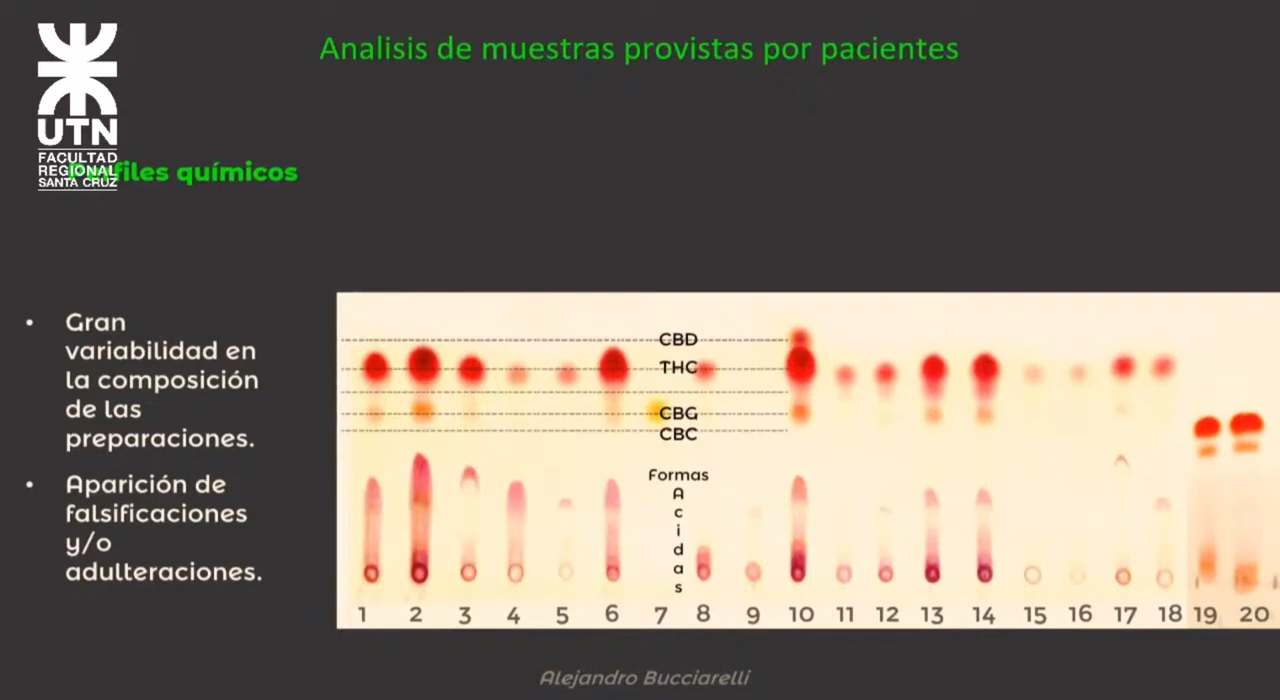 Analisis de muestras provistas por pacientes
UTN
FACULTAD
REGIONAL
SANTA CRUZ
Perfiles químicos
• Gran
variabilidad en
la composición
de las
preparaciones.
• Aparición de
falsificaciones
y/o
adulteraciones.
CBD
THC
CBG
CBC
Formas
A
c
i
d
a
s
1 2 3 4 5 6 7 8 9 10 11 12 13 14 15 16 17 18 19 20
Alejandro Bucciarelli